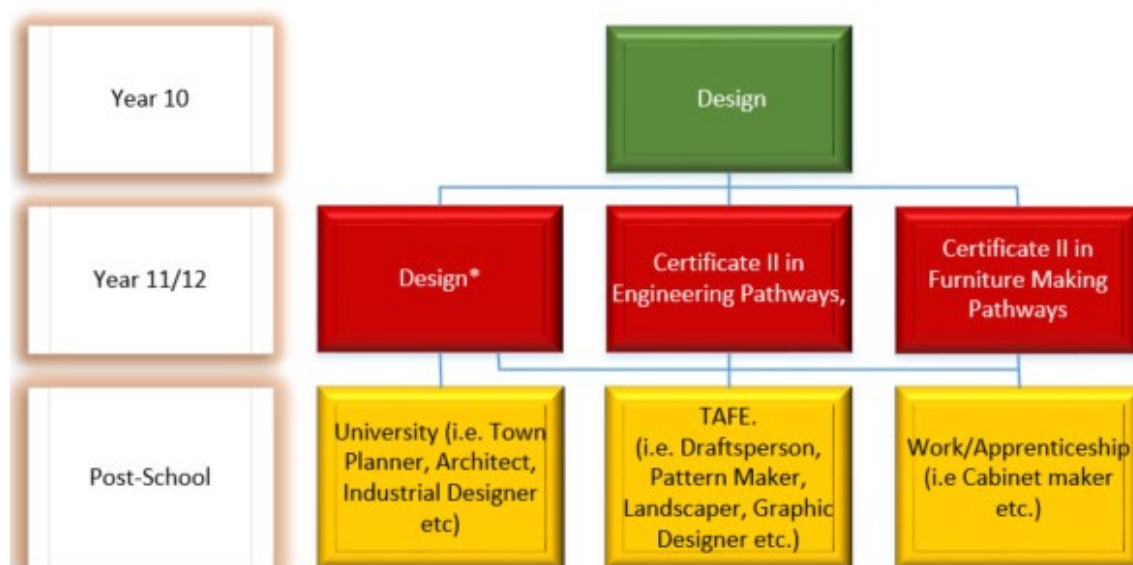 Year 10
Design
Year 11/12
Design*
Certificate II in
Engineering Pathways,
Certificate II in
Furniture Making
Pathways
Post-School
University (i.e. Town
Planner, Architect,
Industrial Designer
etc)
TAFE.
(i.e. Draftsperson,
Pattern Maker,
Landscaper, Graphic
Designer etc.)
Work/Apprenticeship
(i.e Cabinet maker
etc.)